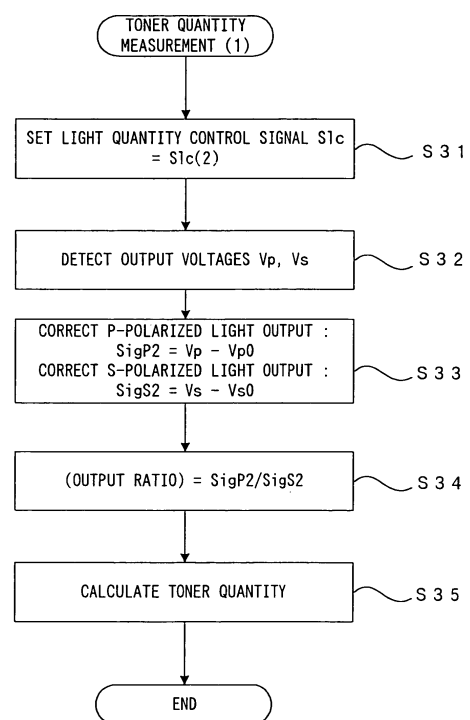 TONER QUANTITY
MEASUREMENT (1)
SET LIGHT QUANTITY CONTROL SIGNAL Slc
= Slc(2)
S31
DETECT OUTPUT VOLTAGES Vp, Vs
S32
CORRECT P-POLARIZED LIGHT OUTPUT :
SigP2 = Vp - Vp0
CORRECT S-POLARIZED LIGHT OUTPUT :
SigS2 = Vs - Vs0
S33
(OUTPUT RATIO) = SigP2/SigS2
S34
CALCULATE TONER QUANTITY
S35
END